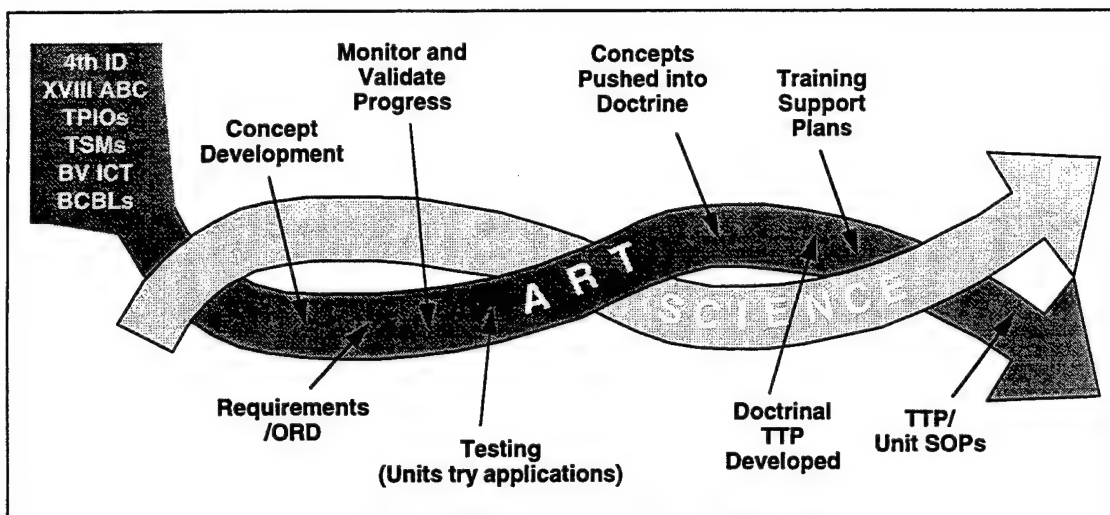 4th ID
XVIII ABC
TPIOs
TSMs
BV ICT
BCBLs
Concept
Development
Monitor and
Validate
Progress
Concepts
Pushed into
Doctrine
Training
Support
Plans
ART
SCIENCE
Requirements
/ORD
Testing
(Units try applications)
Doctrinal
TTP
Developed
TTP/
Unit SOPs